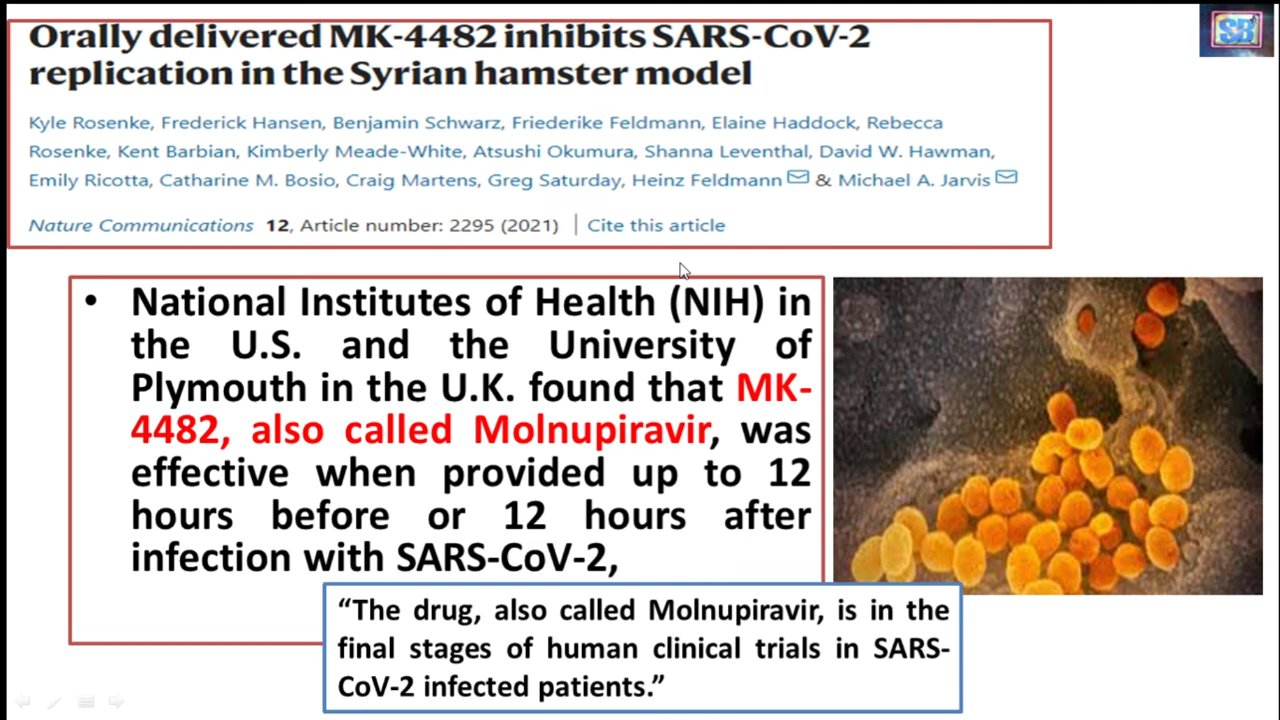 Orally delivered MK-4482 inhibits SARS-CoV-2
replication in the Syrian hamster model
Kyle Rosenke, Frederick Hansen, Benjamin Schwarz, Friederike Feldmann, Elaine Haddock, Rebecca
Rosenke, Kent Barbian, Kimberly Meade-White, Atsushi Okumura, Shanna Leventhal, David W. Hawman,
Emily Ricotta, Catharine M. Bosio, Craig Martens, Greg Saturday, Heinz Feldmann & Michael A. Jarvis
Nature Communications 12, Article number: 2295 (2021) | Cite this article
• National Institutes of Health (NIH) in
the U.S. and the University of
Plymouth in the U.K. found that MK-
4482, also called Molnupiravir, was
effective when provided up to 12
hours before or 12 hours after
infection with SARS-CoV-2,
“The drug, also called Molnupiravir, is in the
final stages of human clinical trials in SARS-
CoV-2 infected patients.”
SB